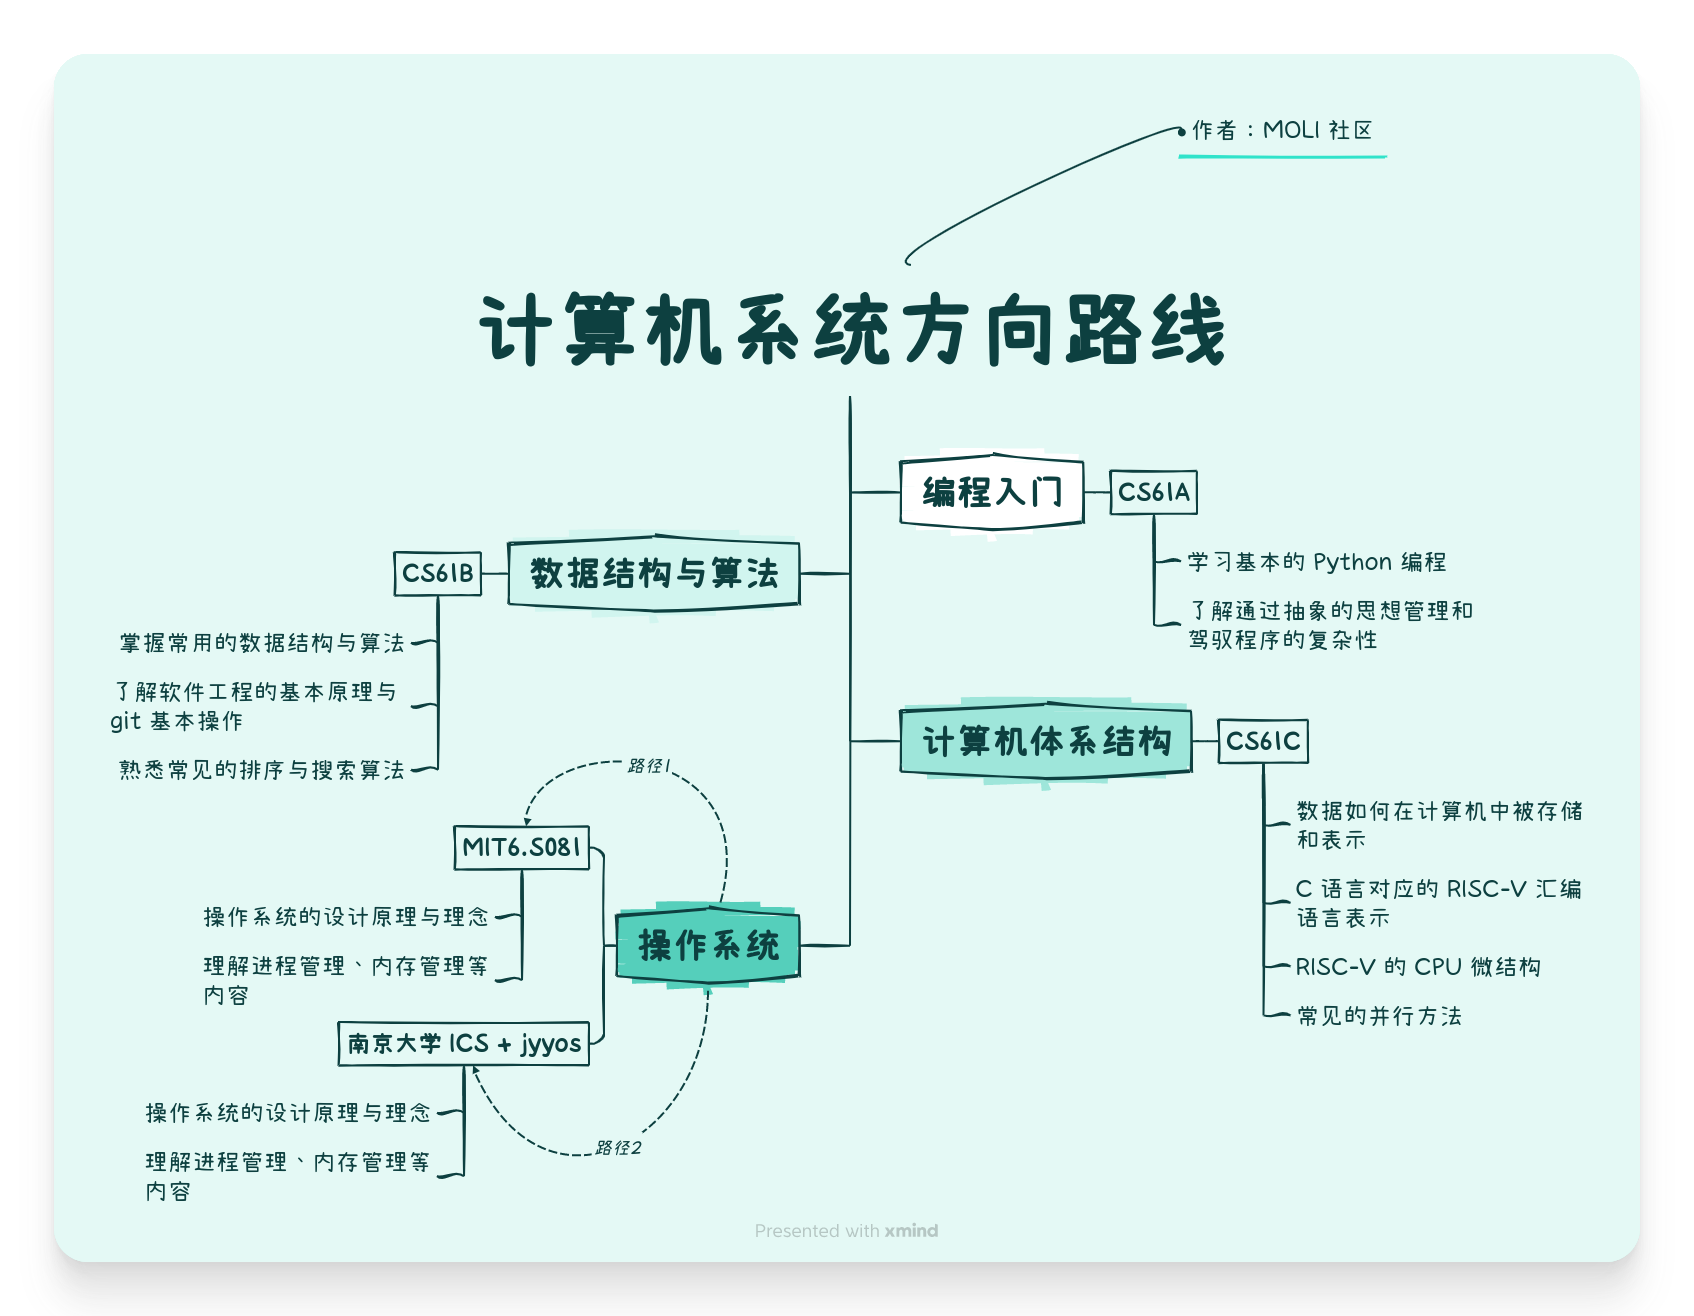 作者：MOLI 社区
计算机系统方向路线
编程入门
CS61A
学习基本的 Python 编程
了解通过抽象的思想管理和
驾驭程序的复杂性
数据结构与算法
CS61B
掌握常用的数据结构与算法
了解软件工程的基本原理与
git 基本操作
熟悉常见的排序与搜索算法
计算机体系结构
CS61C
数据如何在计算机中被存储
和表示
C 语言对应的 RISC-V 汇编
语言表示
RISC-V 的 CPU 微结构
常见的并行方法
操作系统
路径1
MIT6.S081
操作系统的设计原理与理念
理解进程管理、内存管理等
内容
南京大学 ICS + jyyos
操作系统的设计原理与理念
理解进程管理、内存管理等
内容
路径2
Presented with xmind